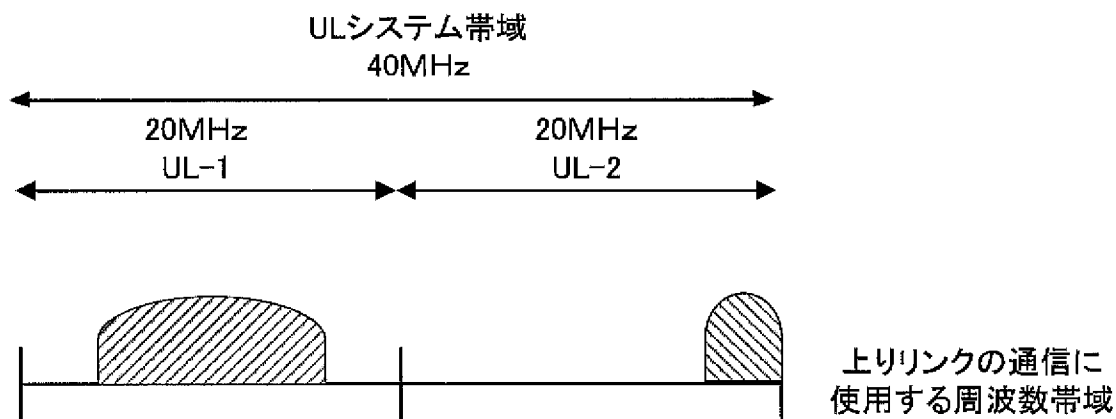 ULシステム帯域
40MHz
20MHz
UL-1
20MHz
UL-2
上りリンクの通信に
使用する周波数帯域